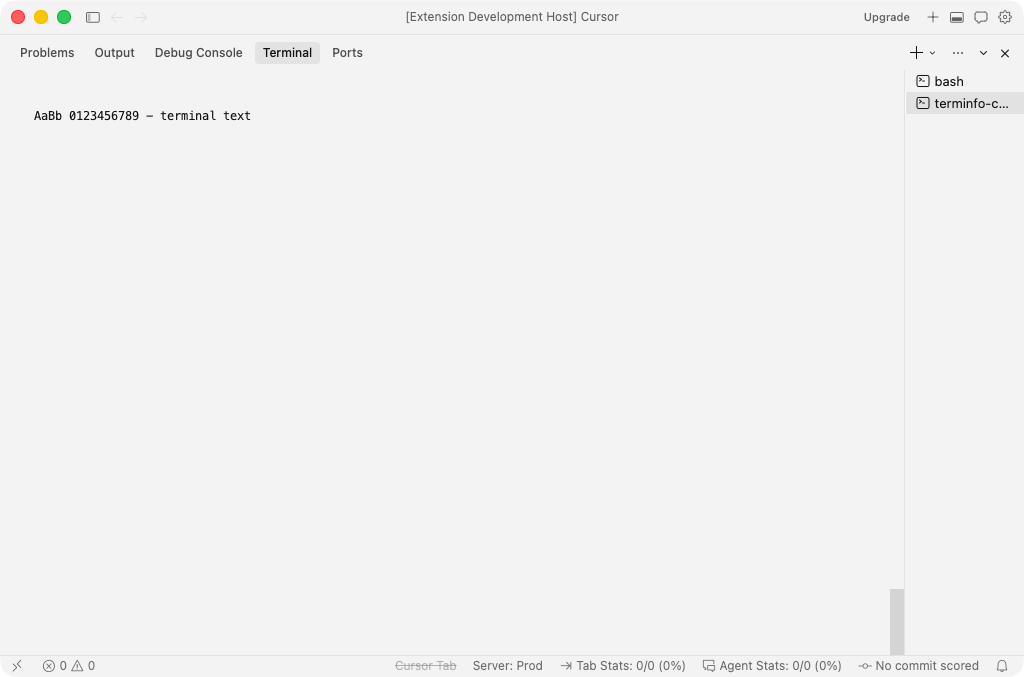 [Extension Development Host] Cursor
Upgrade
Problems Output Debug Console Terminal Ports
bash
terminfo-c...
AaBb 0123456789 — terminal text
0 0
Cursor Tab Server: Prod Tab Stats: 0/0 (0%) Agent Stats: 0/0 (0%) No commit scored